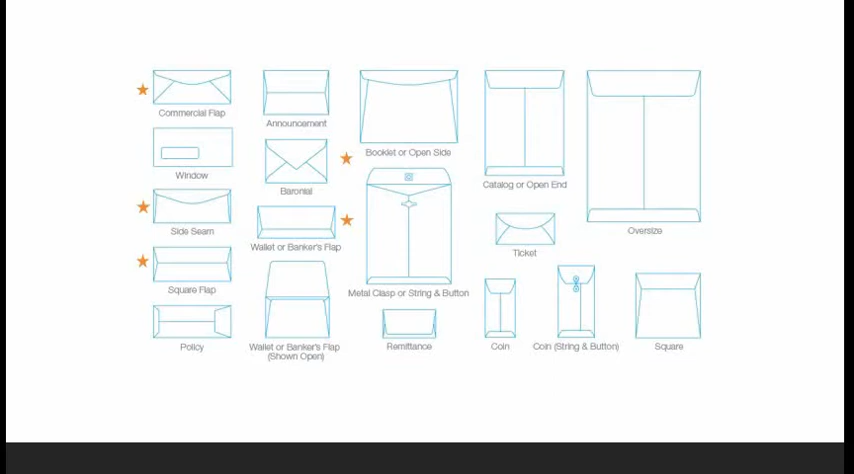 Commercial Flap
Window
Side Seam
Square Flap
Policy
Announcement
Baronial
Wallet or Banker's Flap
Wallet or Banker's Flap
(Shown Open)
Booklet or Open Side
Metal Clasp or String & Button
Remittance
Catalog or Open End
Ticket
Coin
Coin (String & Button)
Oversize
Square